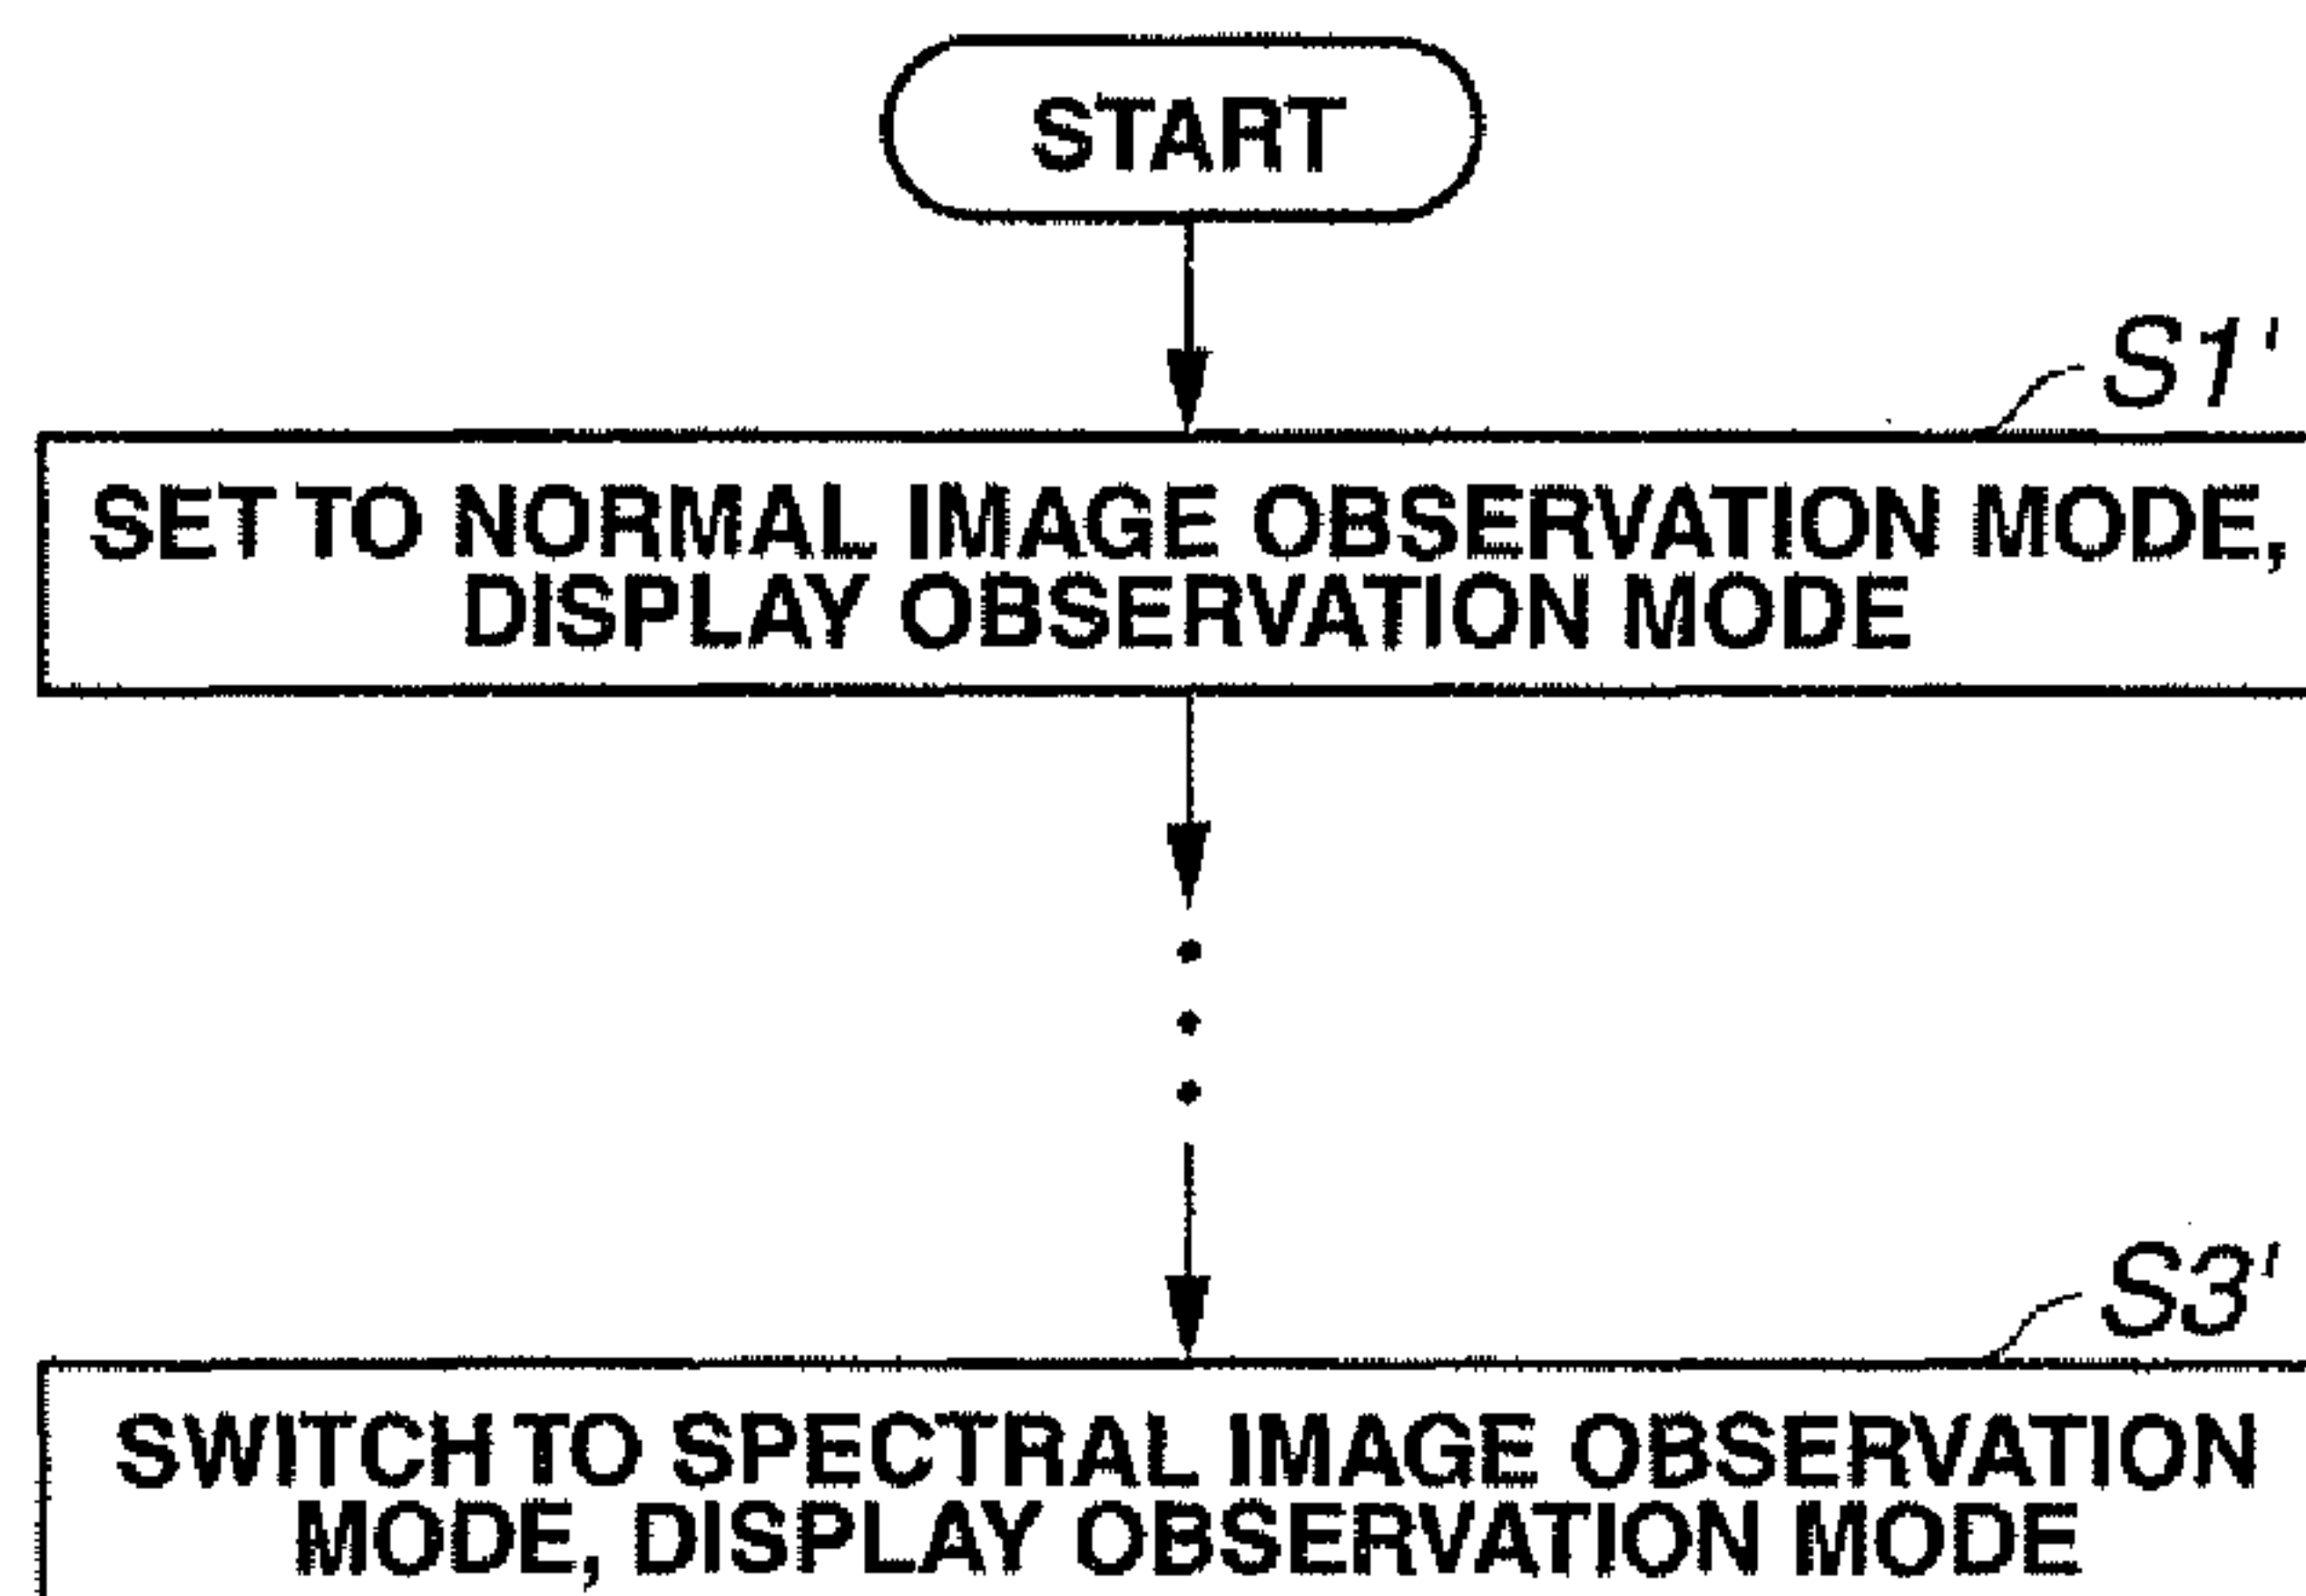 START
S1'
SET TO NORMAL IMAGE OBSERVATION MODE,
DISPLAY OBSERVATION MODE
S3'
SWITCH TO SPECTRAL IMAGE OBSERVATION
MODE, DISPLAY OBSERVATION MODE